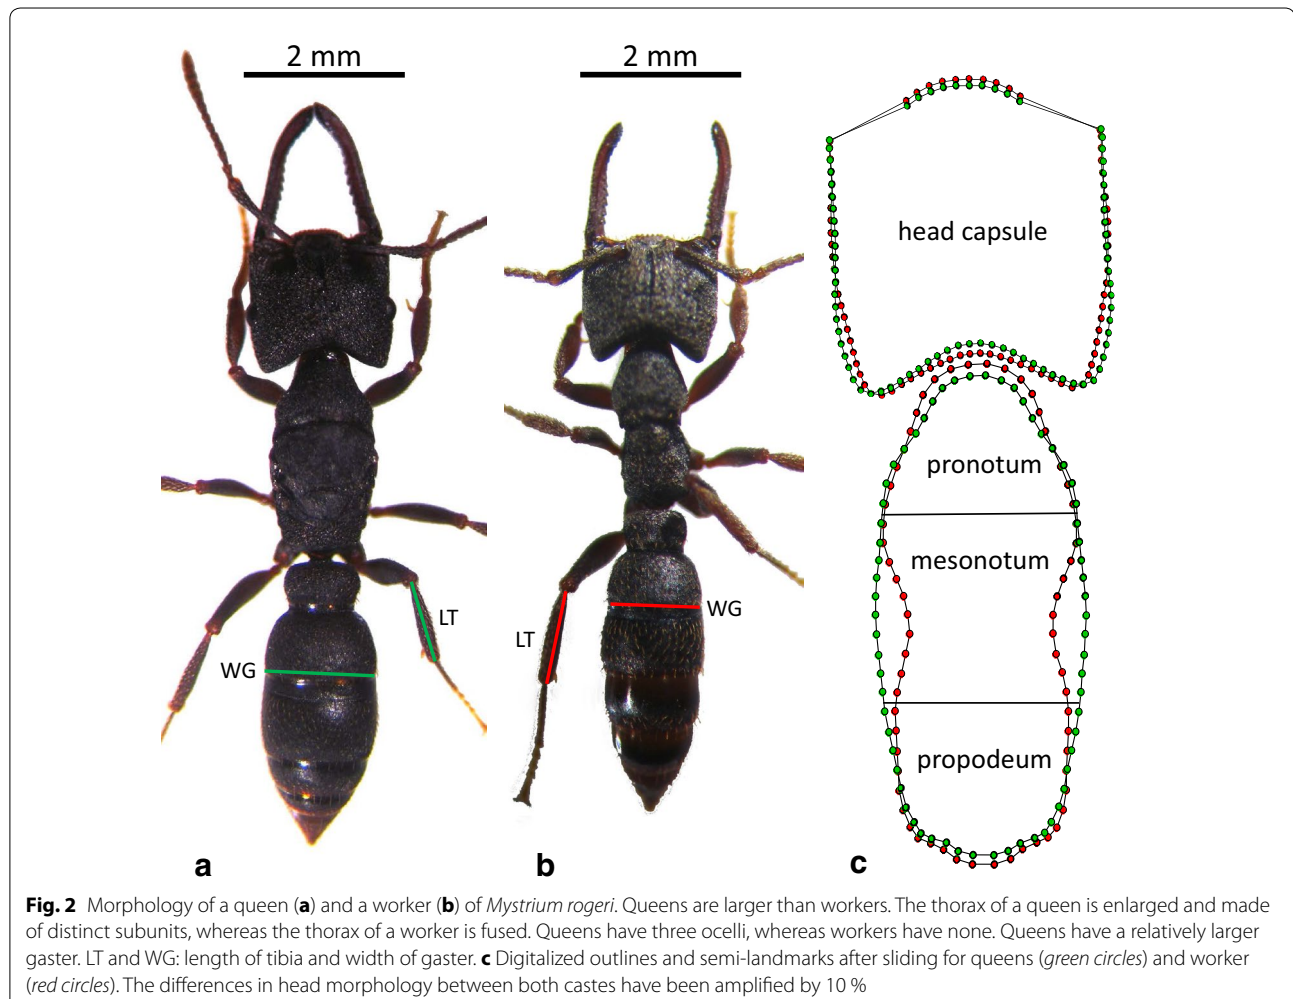 2 mm
2 mm
head capsule
pronotum
mesonotum
LT
WG
LT
WG
propodeum
a
b
c
Fig. 2 Morphology of a queen (a) and a worker (b) of Mystrium rogeri. Queens are larger than workers. The thorax of a queen is enlarged and made
of distinct subunits, whereas the thorax of a worker is fused. Queens have three ocelli, whereas workers have none. Queens have a relatively larger
gaster. LT and WG: length of tibia and width of gaster. c Digitalized outlines and semi-landmarks after sliding for queens (green circles) and worker
(red circles). The differences in head morphology between both castes have been amplified by 10 %